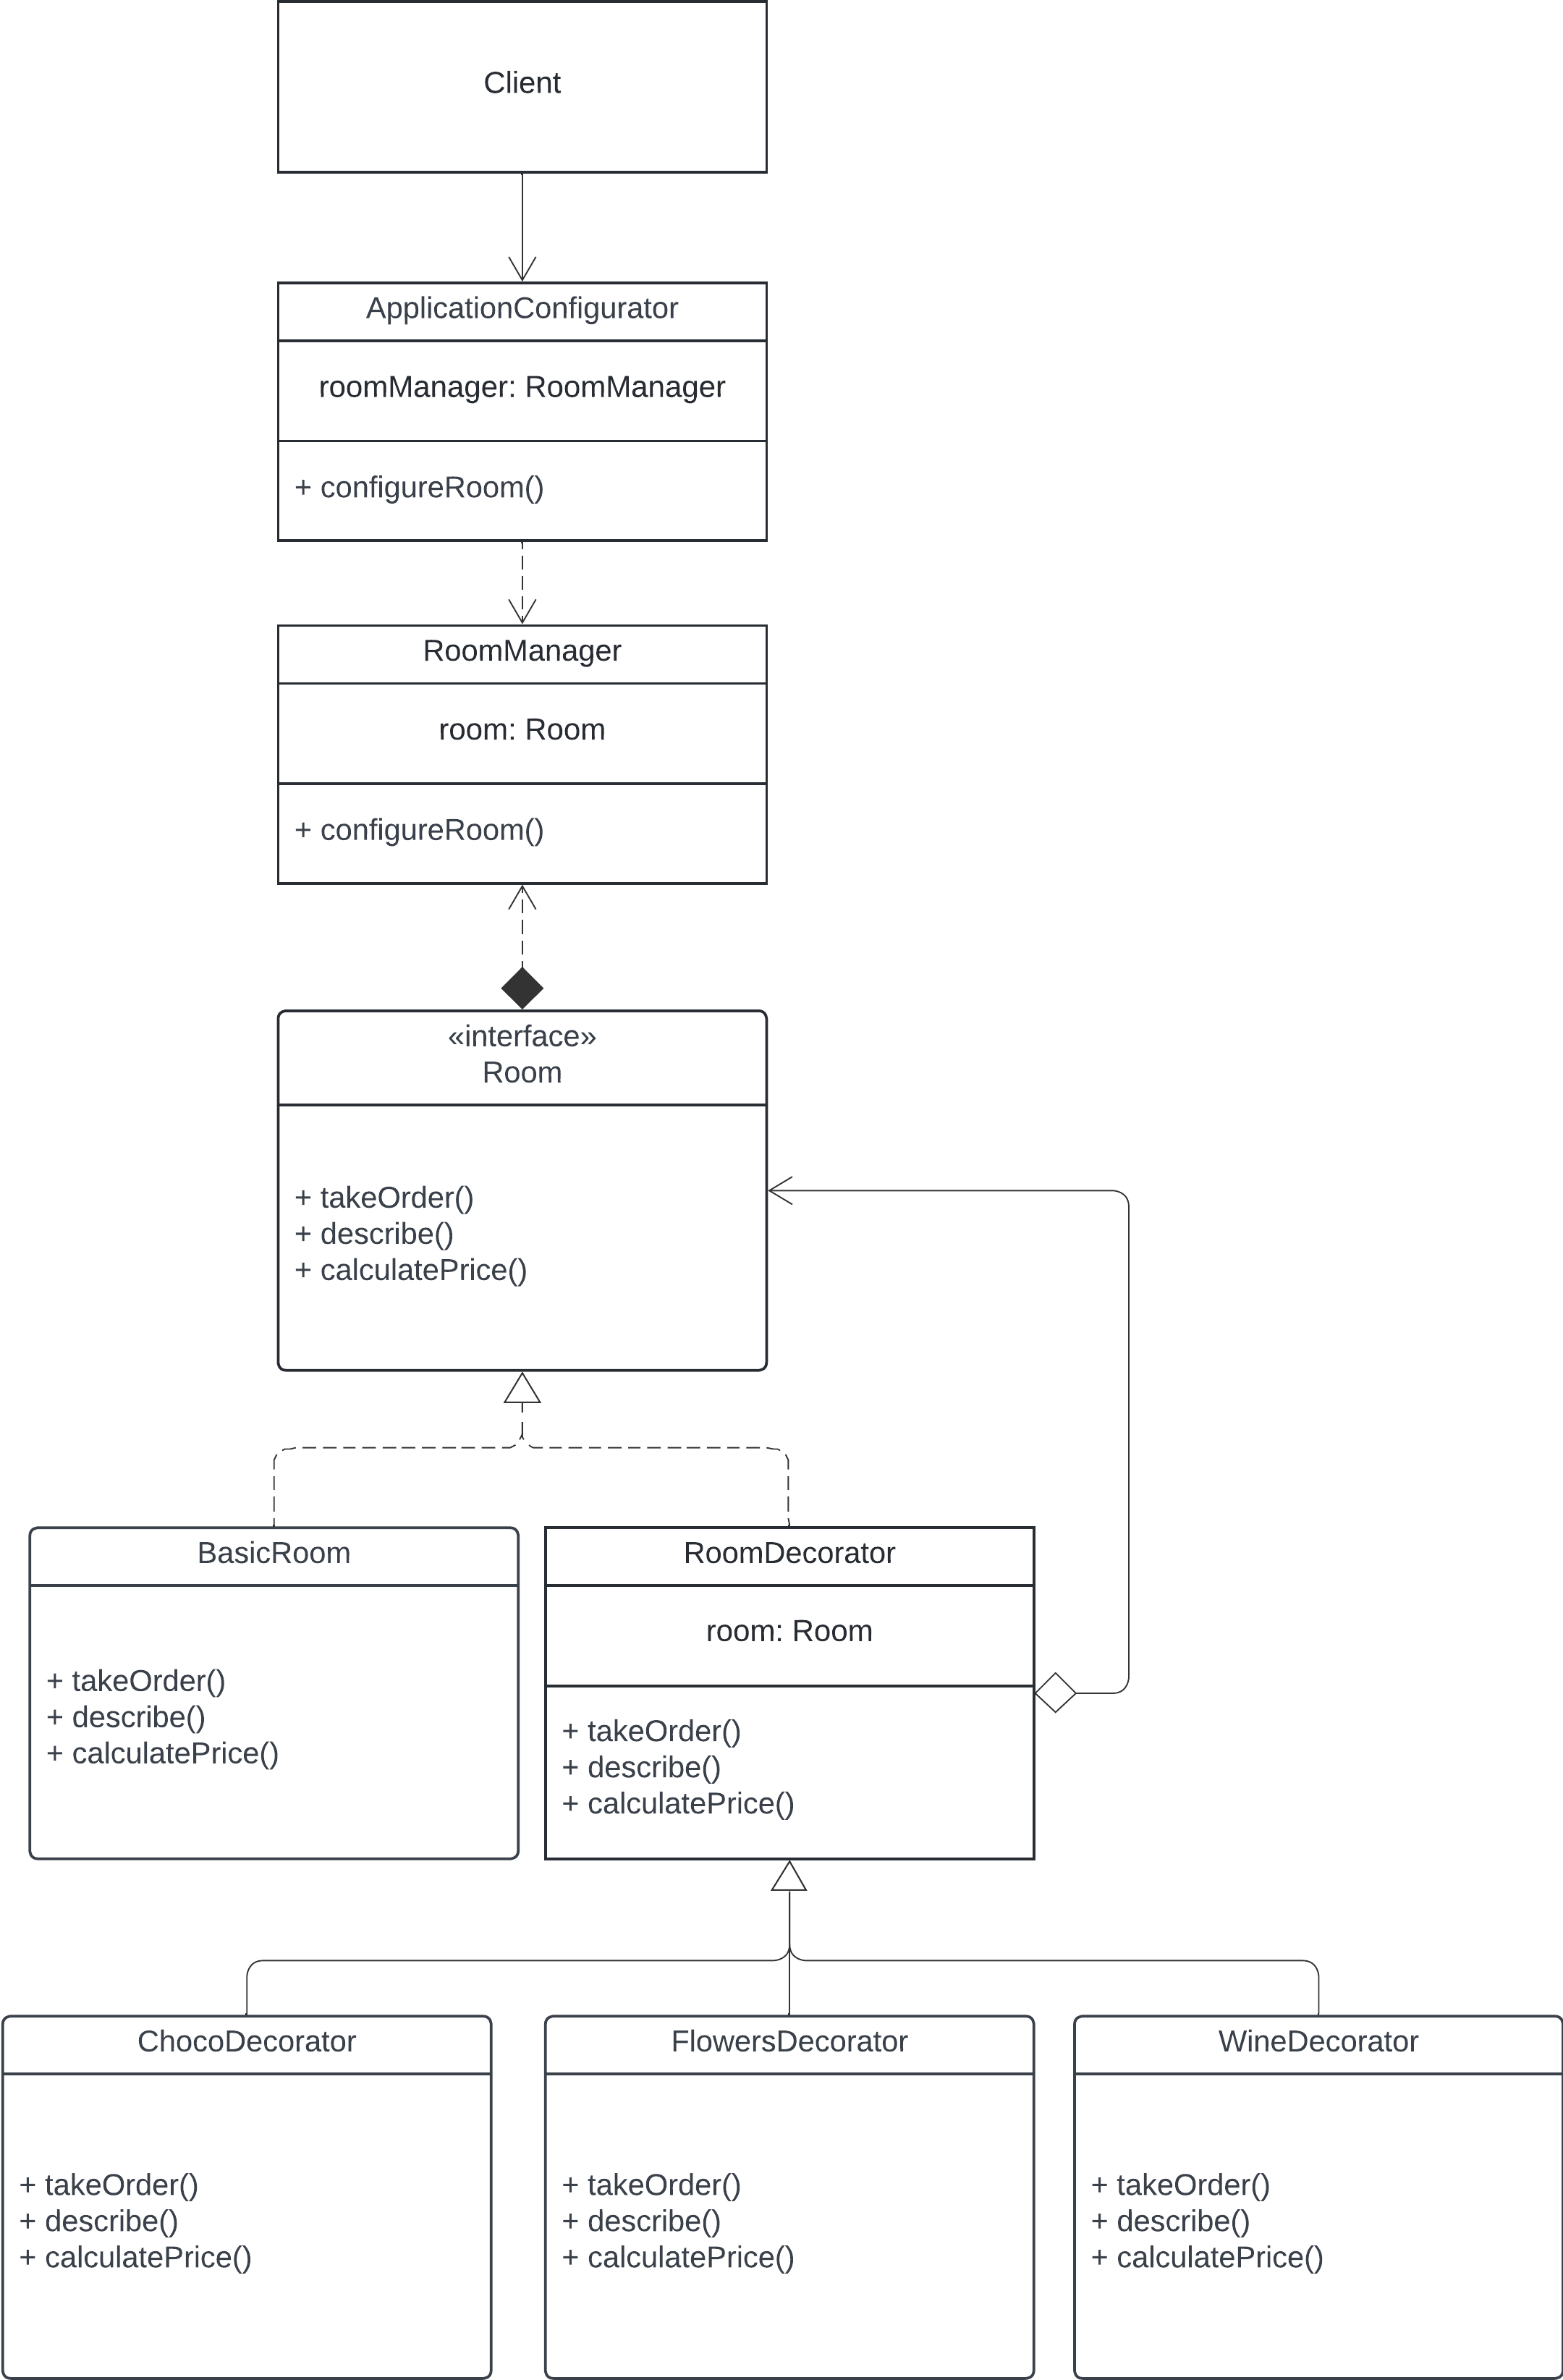 Client
ApplicationConfigurator
roomManager: RoomManager
+ configureRoom()
RoomManager
room: Room
+ configureRoom()
«interface»
Room
+ takeOrder()
+ describe()
+ calculatePrice()
BasicRoom
+ takeOrder()
+ describe()
+ calculatePrice()
RoomDecorator
room: Room
+ takeOrder()
+ describe()
+ calculatePrice()
ChocoDecorator
+ takeOrder()
+ describe()
+ calculatePrice()
FlowersDecorator
+ takeOrder()
+ describe()
+ calculatePrice()
WineDecorator
+ takeOrder()
+ describe()
+ calculatePrice()